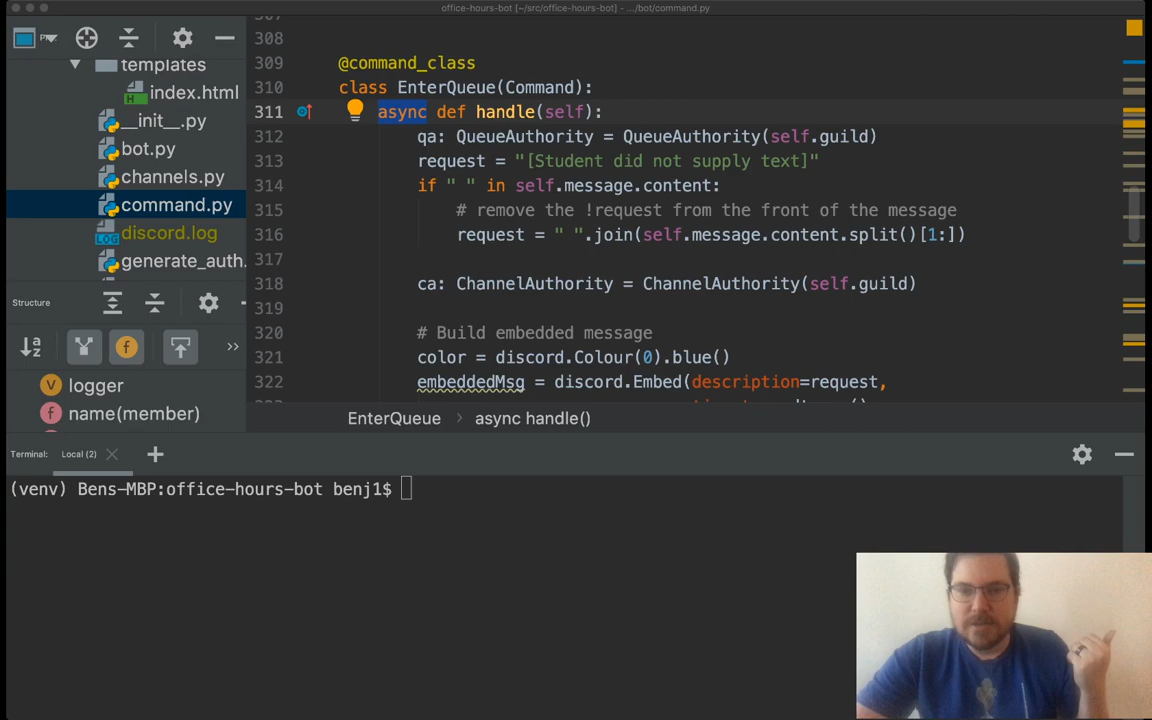 office-hours-bot [~/src/office-hours-bot] - .../bot/command.py
308
templates
309 @command_class
index.html
310 class EnterQueue(Command):
311 async def handle(self):
__init__.py
312 qa: QueueAuthority = QueueAuthority(self.guild)
bot.py
313 request = "[Student did not supply text]"
channels.py
314 if " " in self.message.content:
command.py
315 # remove the !request from the front of the message
discord.log
316 request = " ".join(self.message.content.split()[1:])
generate_auth.
317
318 ca: ChannelAuthority = ChannelAuthority(self.guild)
Structure
319
320 # Build embedded message
321 color = discord.Colour(0).blue()
logger
322 embeddedMsg = discord.Embed(description=request,
name(member)
EnterQueue > async handle()
Terminal: Local (2) +
(venv) Bens-MBP:office-hours-bot benj1$